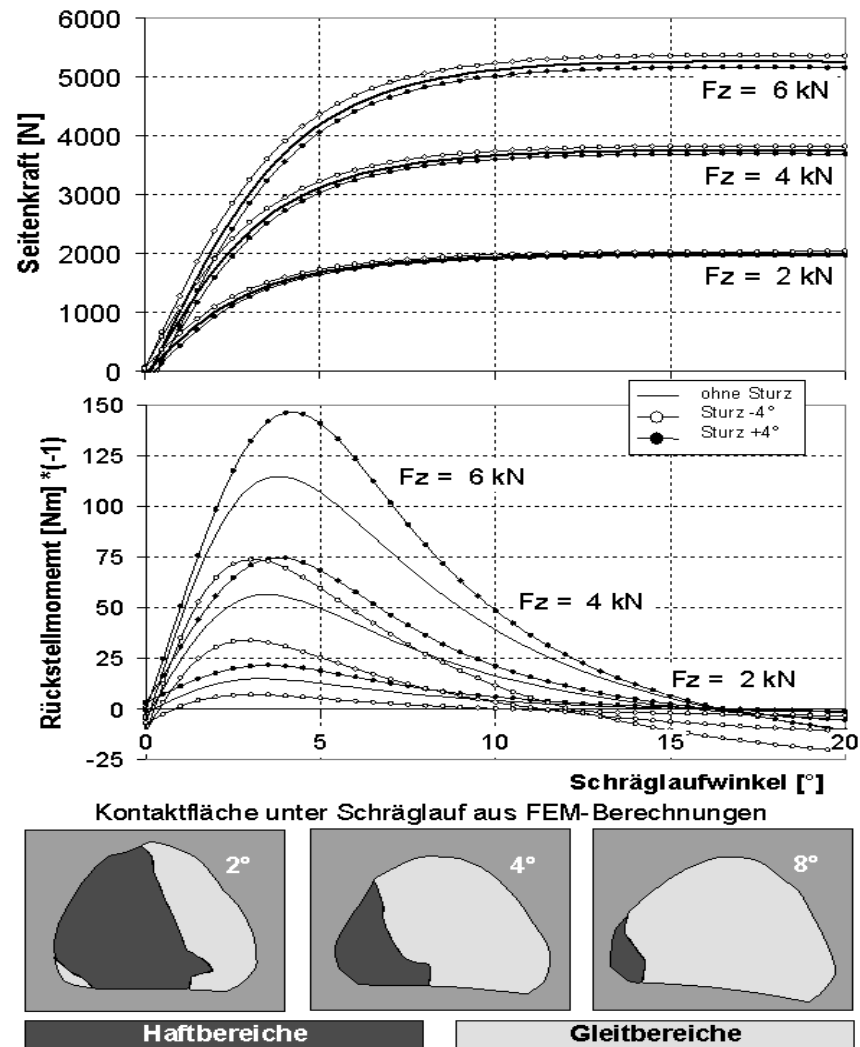 6000
5000
4000
3000
2000
1000
0
Seitenkraft [N]
Fz = 6 kN
Fz = 4 kN
Fz = 2 kN
ohne Sturz
Sturz -4°
Sturz +4°
150
125
100
75
50
25
0
-25
Rückstellmomemt [Nm] *(-1)
Fz = 6 kN
Fz = 4 kN
Fz = 2 kN
0 5 10 15 20
Schräglaufwinkel [°]
Kontaktfläche unter Schräglauf aus FEM-Berechnungen
2° 4° 8°
Haftbereiche Gleitbereiche